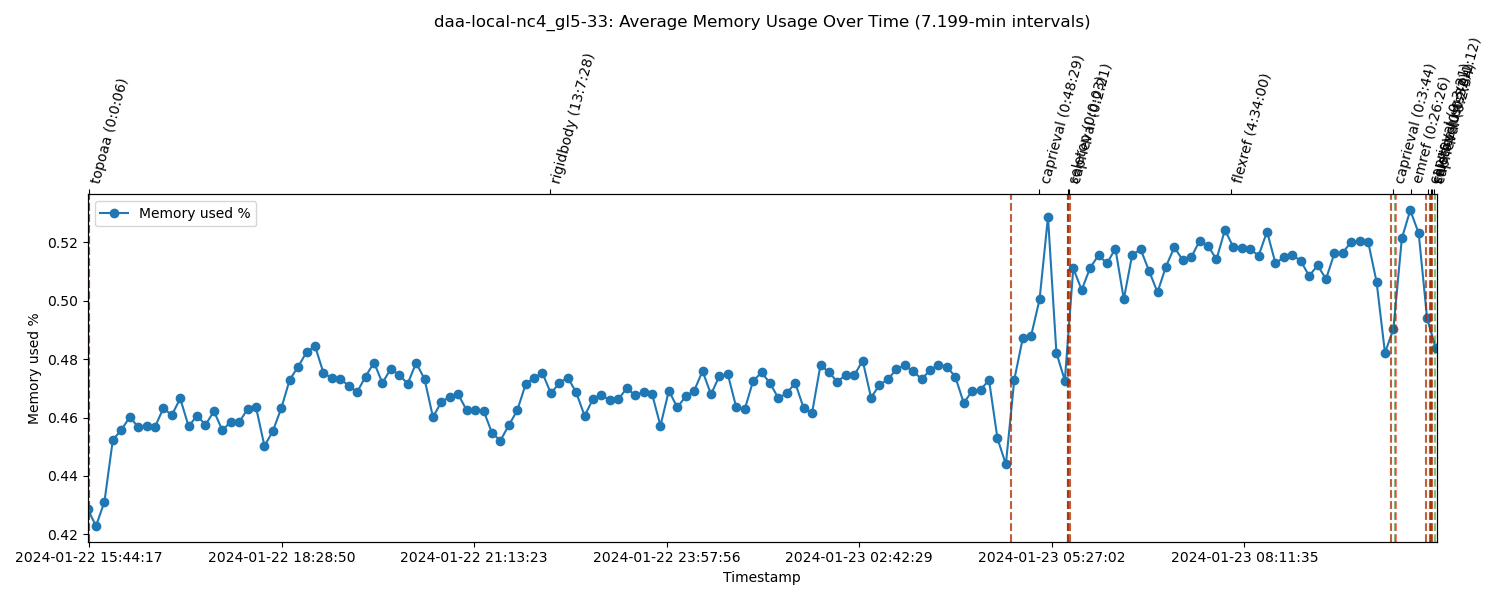 daa-local-nc4_gl5-33: Average Memory Usage Over Time (7.199-min intervals)
topoaa (0:0:06)
rigidbody (13:7:28)
caprieval (0:48:29)
caprieval (0:2:21)
flexref (4:34:00)
caprieval (0:3:44)
emref (0:26:26)
Memory used %
Memory used %
0.52
0.50
0.48
0.46
0.44
0.42
2024-01-22 15:44:17
2024-01-22 18:28:50
2024-01-22 21:13:23
2024-01-22 23:57:56
2024-01-23 02:42:29
2024-01-23 05:27:02
2024-01-23 08:11:35
Timestamp